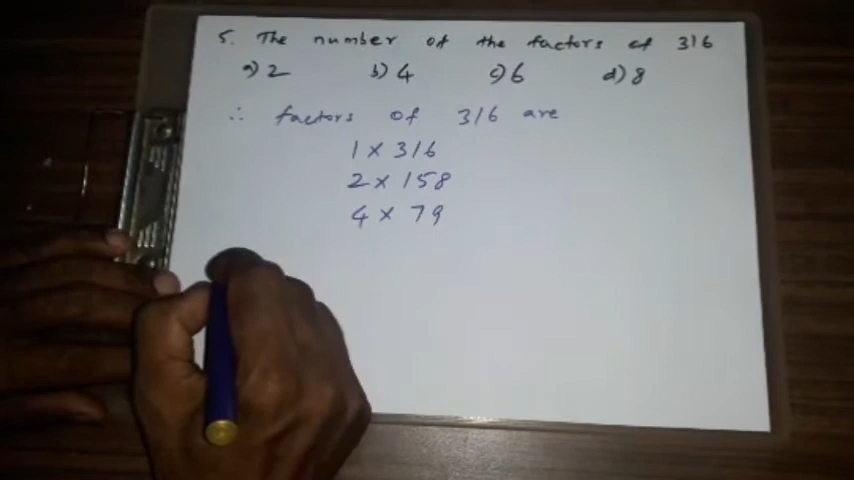 5. The number of the factors of 316
a) 2 b) 4 c) 6 d) 8
∴ factors of 316 are
1 × 316
2 × 158
4 × 79